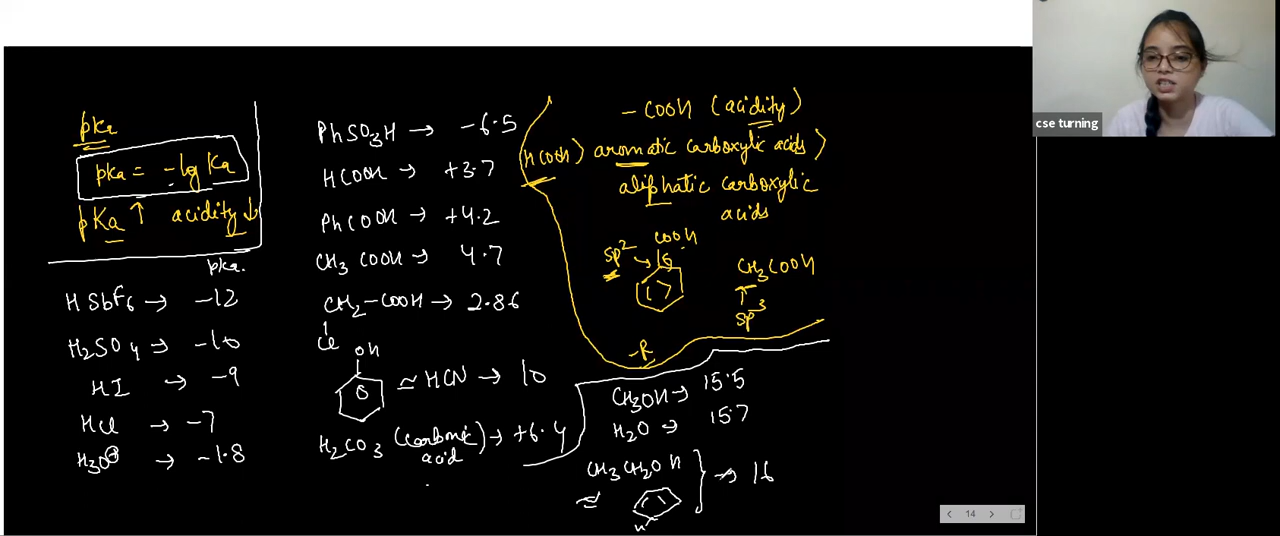 pka
pka = -log Ka
pKa ↑ acidity ↓
pka.
HSbF6 → -12
H2SO4 → -10
HI → -9
HCl → -7
H3O⊕ → -1.8
PhSO3H → -6.5
HCOOH → +3.7
PhCOOH → +4.2
CH3COOH → 4.7
CH2-COOH → 2.86
Cl
OH
≃ HCN → 10
H2CO3 (carbonic acid) → +6.4
-COOH (acidity)
HCOOH > aromatic carboxylic acids >
aliphatic carboxylic
acids
COOH
sp2
CH3COOH
sp3
-R
CH3OH → 15.5
H2O → 15.7
CH3CH2OH
≃
} → 16
cse turning
14